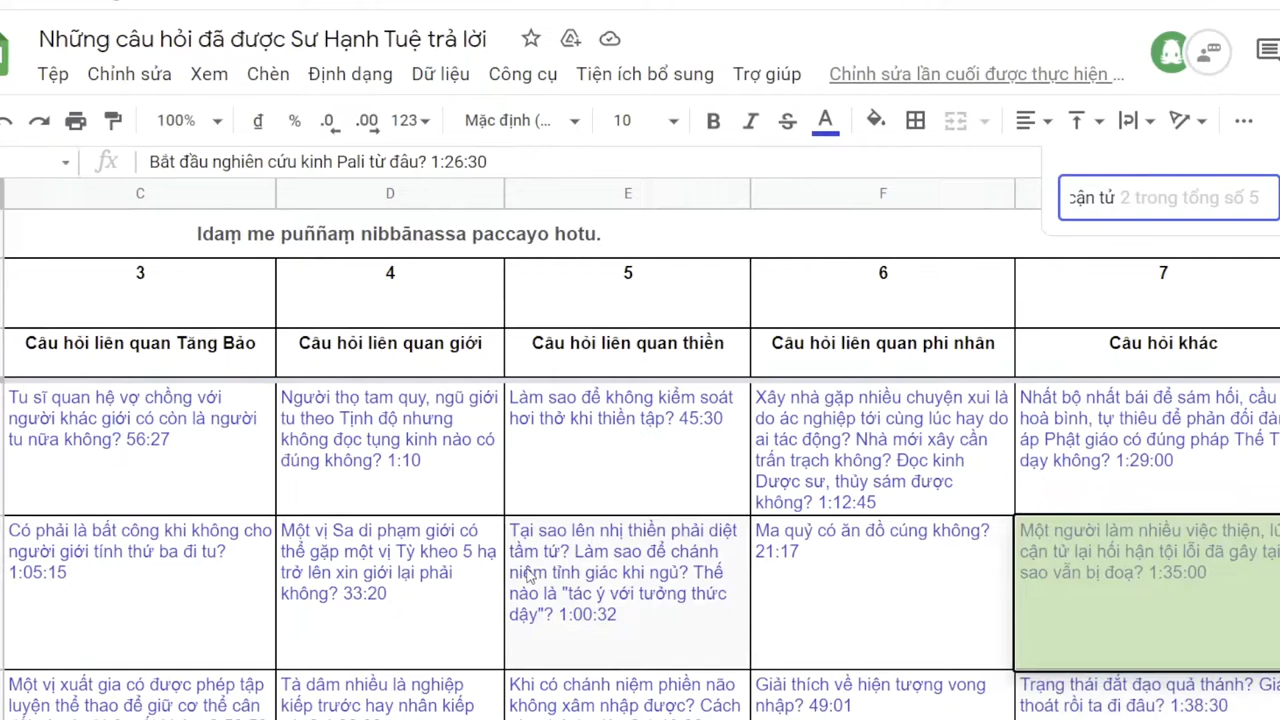 Những câu hỏi đã được Sư Hạnh Tuệ trả lời
Tệp Chỉnh sửa Xem Chèn Định dạng Dữ liệu Công cụ Tiện ích bổ sung Trợ giúp Chỉnh sửa lần cuối được thực hiện ...
100% đ % .0 .00 123 Mặc định (... 10 B I S A
fx Bắt đầu nghiên cứu kinh Pali từ đâu? 1:26:30
cận tử 2 trong tổng số 5
C D E F
Idaṃ me puññaṃ nibbānassa paccayo hotu.
3 4 5 6 7
Câu hỏi liên quan Tăng Bảo
Câu hỏi liên quan giới
Câu hỏi liên quan thiền
Câu hỏi liên quan phi nhân
Câu hỏi khác
Tu sĩ quan hệ vợ chồng với
người khác giới có còn là người
tu nữa không? 56:27
Người thọ tam quy, ngũ giới
tu theo Tịnh độ nhưng
không đọc tụng kinh nào có
đúng không? 1:10
Làm sao để không kiểm soát
hơi thở khi thiền tập? 45:30
Xây nhà gặp nhiều chuyện xui là
do ác nghiệp tới cùng lúc hay do
ai tác động? Nhà mới xây cần
trấn trạch không? Đọc kinh
Dược sư, thủy sám được
không? 1:12:45
Nhất bộ nhất bái để sám hối, cầu
hoà bình, tự thiêu để phản đối đàn
áp Phật giáo có đúng pháp Thế T
dạy không? 1:29:00
Có phải là bất công khi không cho
người giới tính thứ ba đi tu?
1:05:15
Một vị Sa di phạm giới có
thể gặp một vị Tỳ kheo 5 hạ
trở lên xin giới lại phải
không? 33:20
Tại sao lên nhị thiền phải diệt
tầm tứ? Làm sao để chánh
niệm tỉnh giác khi ngủ? Thế
nào là "tác ý với tưởng thức
dậy"? 1:00:32
Ma quỷ có ăn đồ cúng không?
21:17
Một người làm nhiều việc thiện,
cận tử lại hối hận tội lỗi đã gây tại
sao vẫn bị đoạ? 1:35:00
Một vị xuất gia có được phép tập
luyện thể thao để giữ cơ thể cân
Tà dâm nhiều là nghiệp
kiếp trước hay nhân kiếp
Khi có chánh niệm phiền não
không xâm nhập được? Cách
Giải thích về hiện tượng vong
nhập? 49:01
Trạng thái đắt đạo quả thánh?
thoát rồi ta đi đâu? 1:38:30